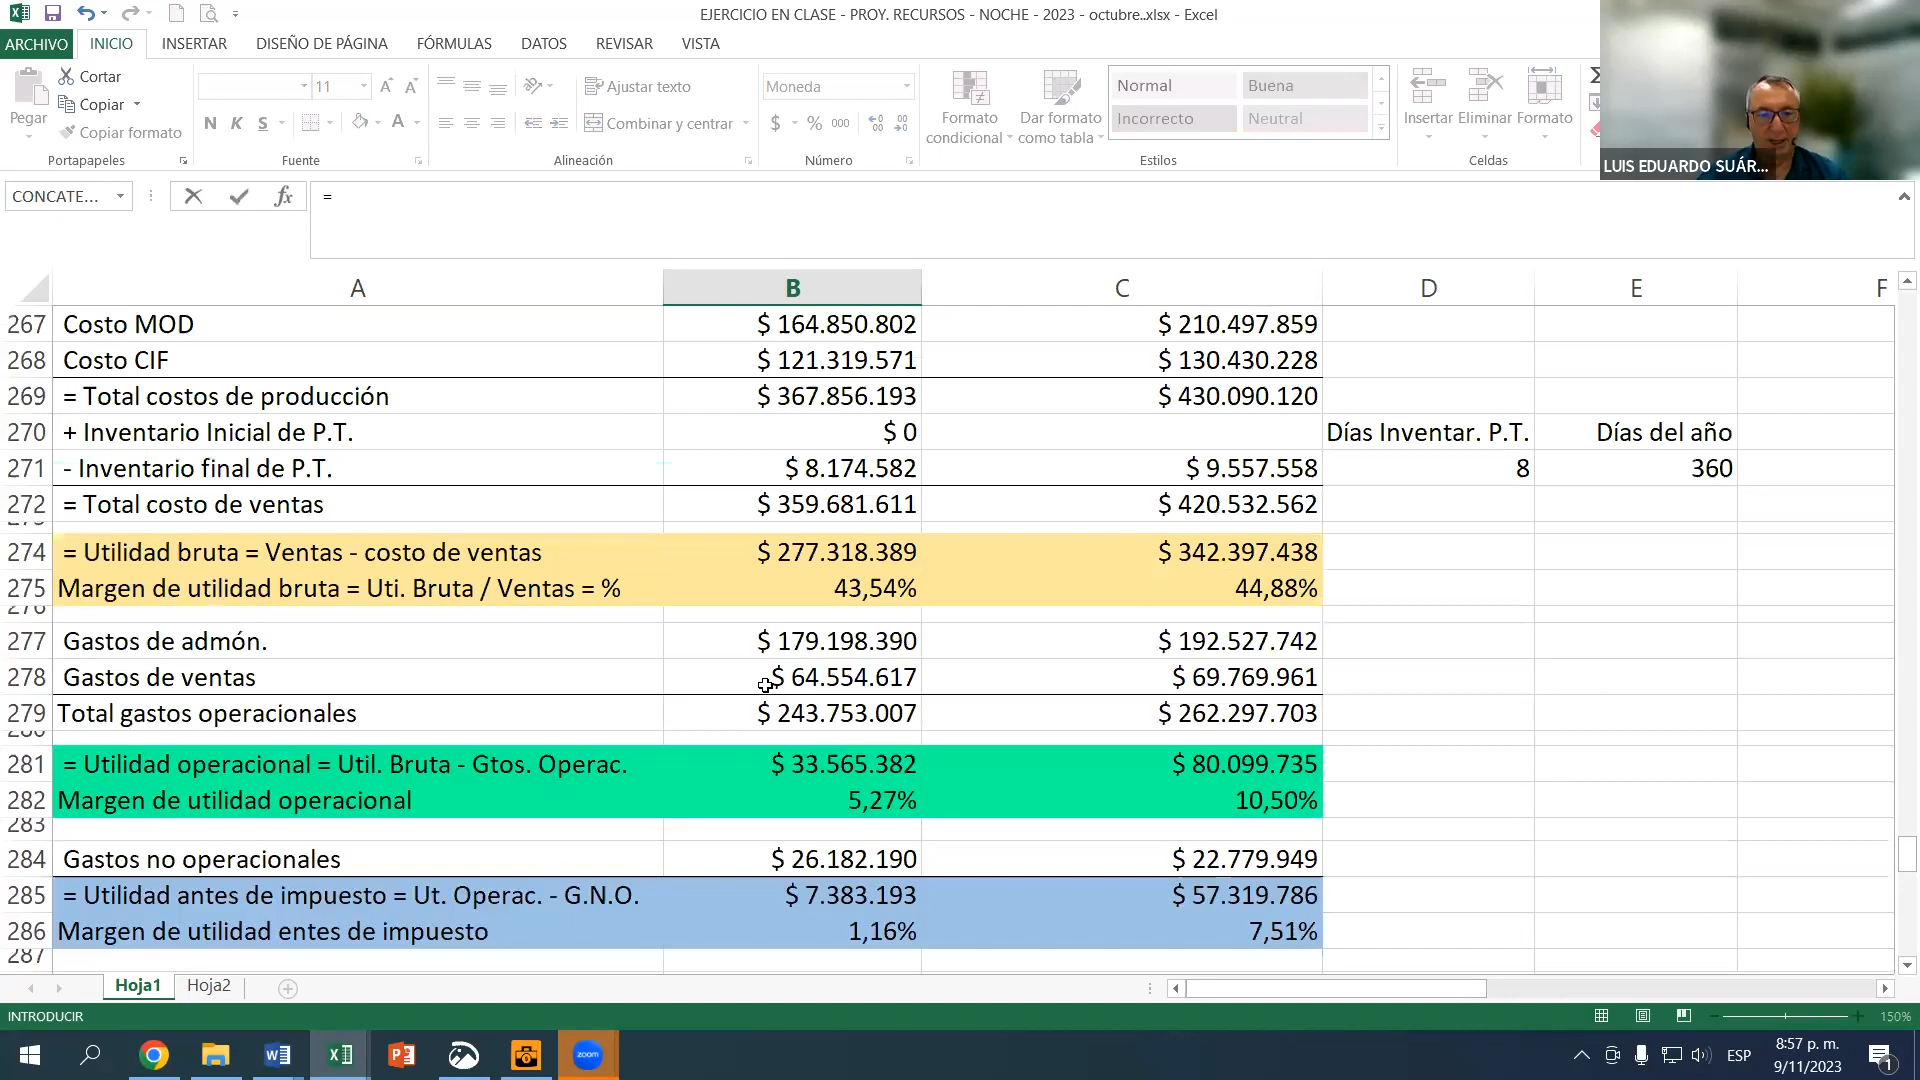 EJERCICIO EN CLASE - PROY. RECURSOS - NOCHE - 2023 - octubre..xlsx - Excel
ARCHIVO INICIO INSERTAR DISEÑO DE PÁGINA FÓRMULAS DATOS REVISAR VISTA
Pegar
Cortar
Copiar
Copiar formato
Portapapeles
11
N K S
Fuente
Ajustar texto
Combinar y centrar
Alineación
Moneda
$ % 000
Número
Formato condicional
Dar formato como tabla
Normal Buena
Incorrecto Neutral
Estilos
Insertar Eliminar Formato
Celdas
LUIS EDUARDO SUÁR...
CONCATE... fx =
A B C D E F
267 Costo MOD $ 164.850.802 $ 210.497.859
268 Costo CIF $ 121.319.571 $ 130.430.228
269 = Total costos de producción $ 367.856.193 $ 430.090.120
270 + Inventario Inicial de P.T. $ 0 Días Inventar. P.T. Días del año
271 - Inventario final de P.T. $ 8.174.582 $ 9.557.558 8 360
272 = Total costo de ventas $ 359.681.611 $ 420.532.562
273
274 = Utilidad bruta = Ventas - costo de ventas $ 277.318.389 $ 342.397.438
275 Margen de utilidad bruta = Uti. Bruta / Ventas = % 43,54% 44,88%
276
277 Gastos de admón. $ 179.198.390 $ 192.527.742
278 Gastos de ventas $ 64.554.617 $ 69.769.961
279 Total gastos operacionales $ 243.753.007 $ 262.297.703
280
281 = Utilidad operacional = Util. Bruta - Gtos. Operac. $ 33.565.382 $ 80.099.735
282 Margen de utilidad operacional 5,27% 10,50%
283
284 Gastos no operacionales $ 26.182.190 $ 22.779.949
285 = Utilidad antes de impuesto = Ut. Operac. - G.N.O. $ 7.383.193 $ 57.319.786
286 Margen de utilidad entes de impuesto 1,16% 7,51%
287
Hoja1 Hoja2
INTRODUCIR 150%
zoom
ESP
8:57 p. m.
9/11/2023
1